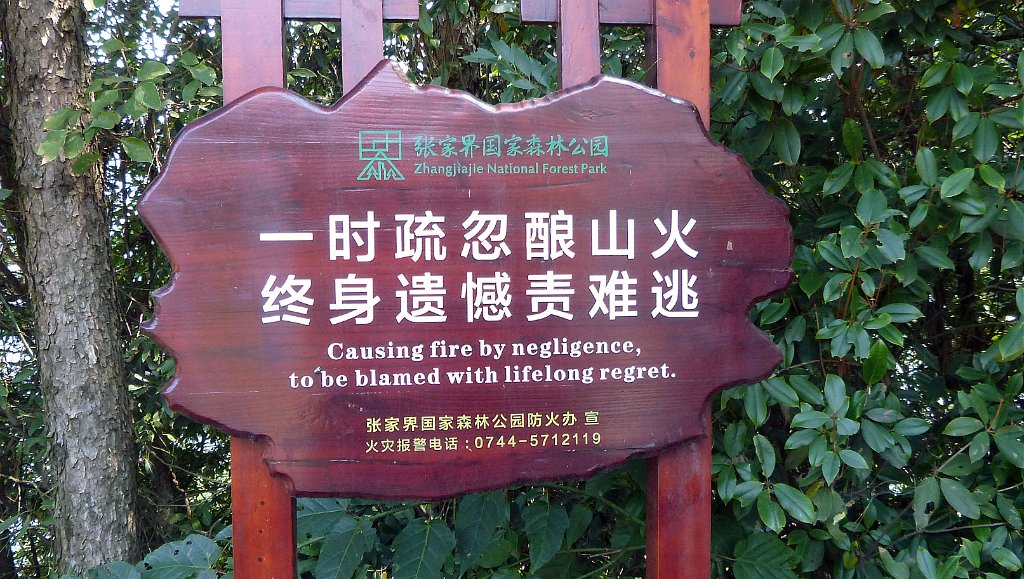 张家界国家森林公园
Zhangjiajie National Forest Park
一时疏忽酿山火
终身遗憾责难逃
Causing fire by negligence,
to be blamed with lifelong regret.
张家界国家森林公园防火办 宣
火灾报警电话：0744-5712119